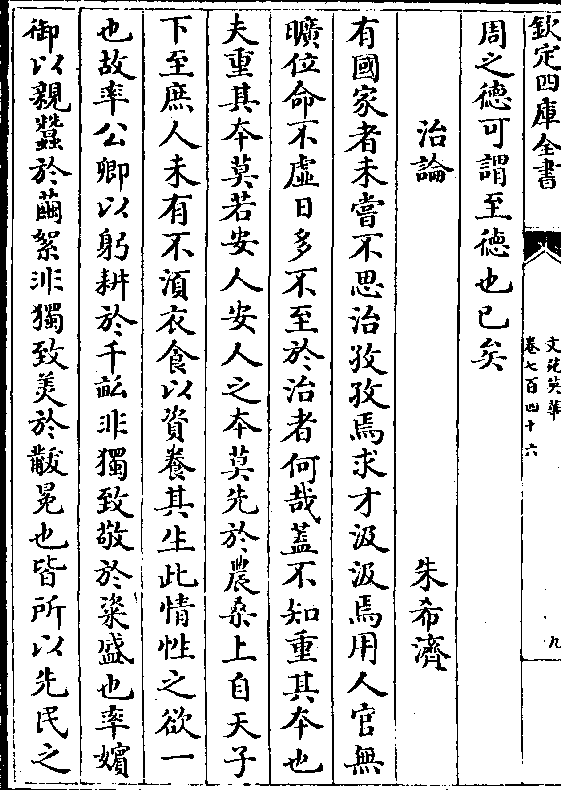 欽定四庫全書
文苑英華
卷七百四十六
九
周之德可謂至德也已矣
治論
朱希濟
有國家者未嘗不思治孜孜焉求才汲汲焉用人官無
曠位命不虛日多不至於治者何哉蓋不知重其本也
夫重其本莫若安人安人之本莫先於農桑上自天子
下至庶人未有不湏衣食以資養其生此情性之欲一
也故率公卿以躬耕於千畝非獨致敬於粢盛也率嬪
御以親蠶於繭絮非獨致美於黻冕也皆所以先民之